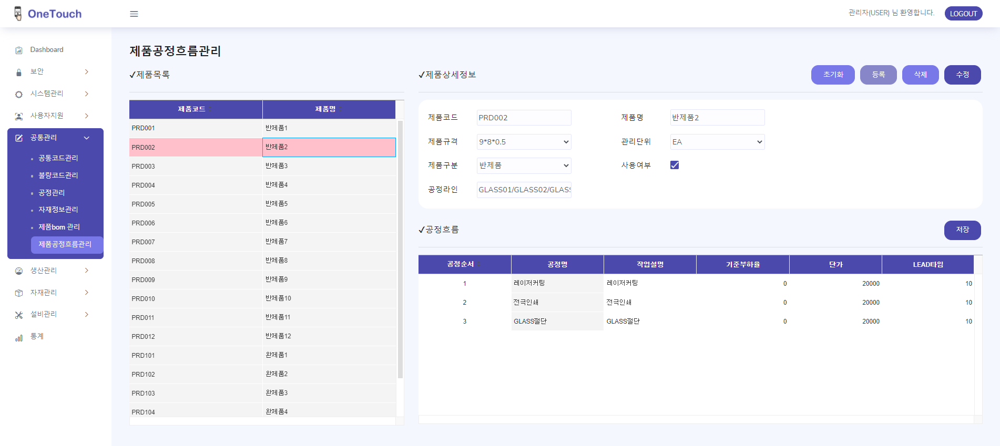 OneTouch
관리자(USER) 님 환영합니다.
LOGOUT
Dashboard
보안
시스템관리
사용자지원
공통관리
공통코드관리
불량코드관리
공정관리
자재정보관리
제품bom 관리
제품공정흐름관리
생산관리
자재관리
설비관리
통계
제품공정흐름관리
✓제품목록
제품코드 제품명
PRD001 반제품1
PRD002 반제품2
PRD003 반제품3
PRD004 반제품4
PRD005 반제품5
PRD006 반제품6
PRD007 반제품7
PRD008 반제품8
PRD009 반제품9
PRD010 반제품10
PRD011 반제품11
PRD012 반제품12
PRD101 완제품1
PRD102 완제품2
PRD103 완제품3
PRD104 완제품4
✓제품상세정보
초기화 등록 삭제 수정
제품코드 PRD002 제품명 반제품2
제품규격 9*8*0.5 관리단위 EA
제품구분 반제품 사용여부
공정라인 GLASS01/GLASS02/GLAS
✓공정흐름
저장
공정순서 공정명 작업설명 기준부하율 단가 LEAD타임
1 레이저커팅 레이저커팅 0 20000 10
2 전극인쇄 전극인쇄 0 20000 10
3 GLASS절단 GLASS절단 0 20000 10